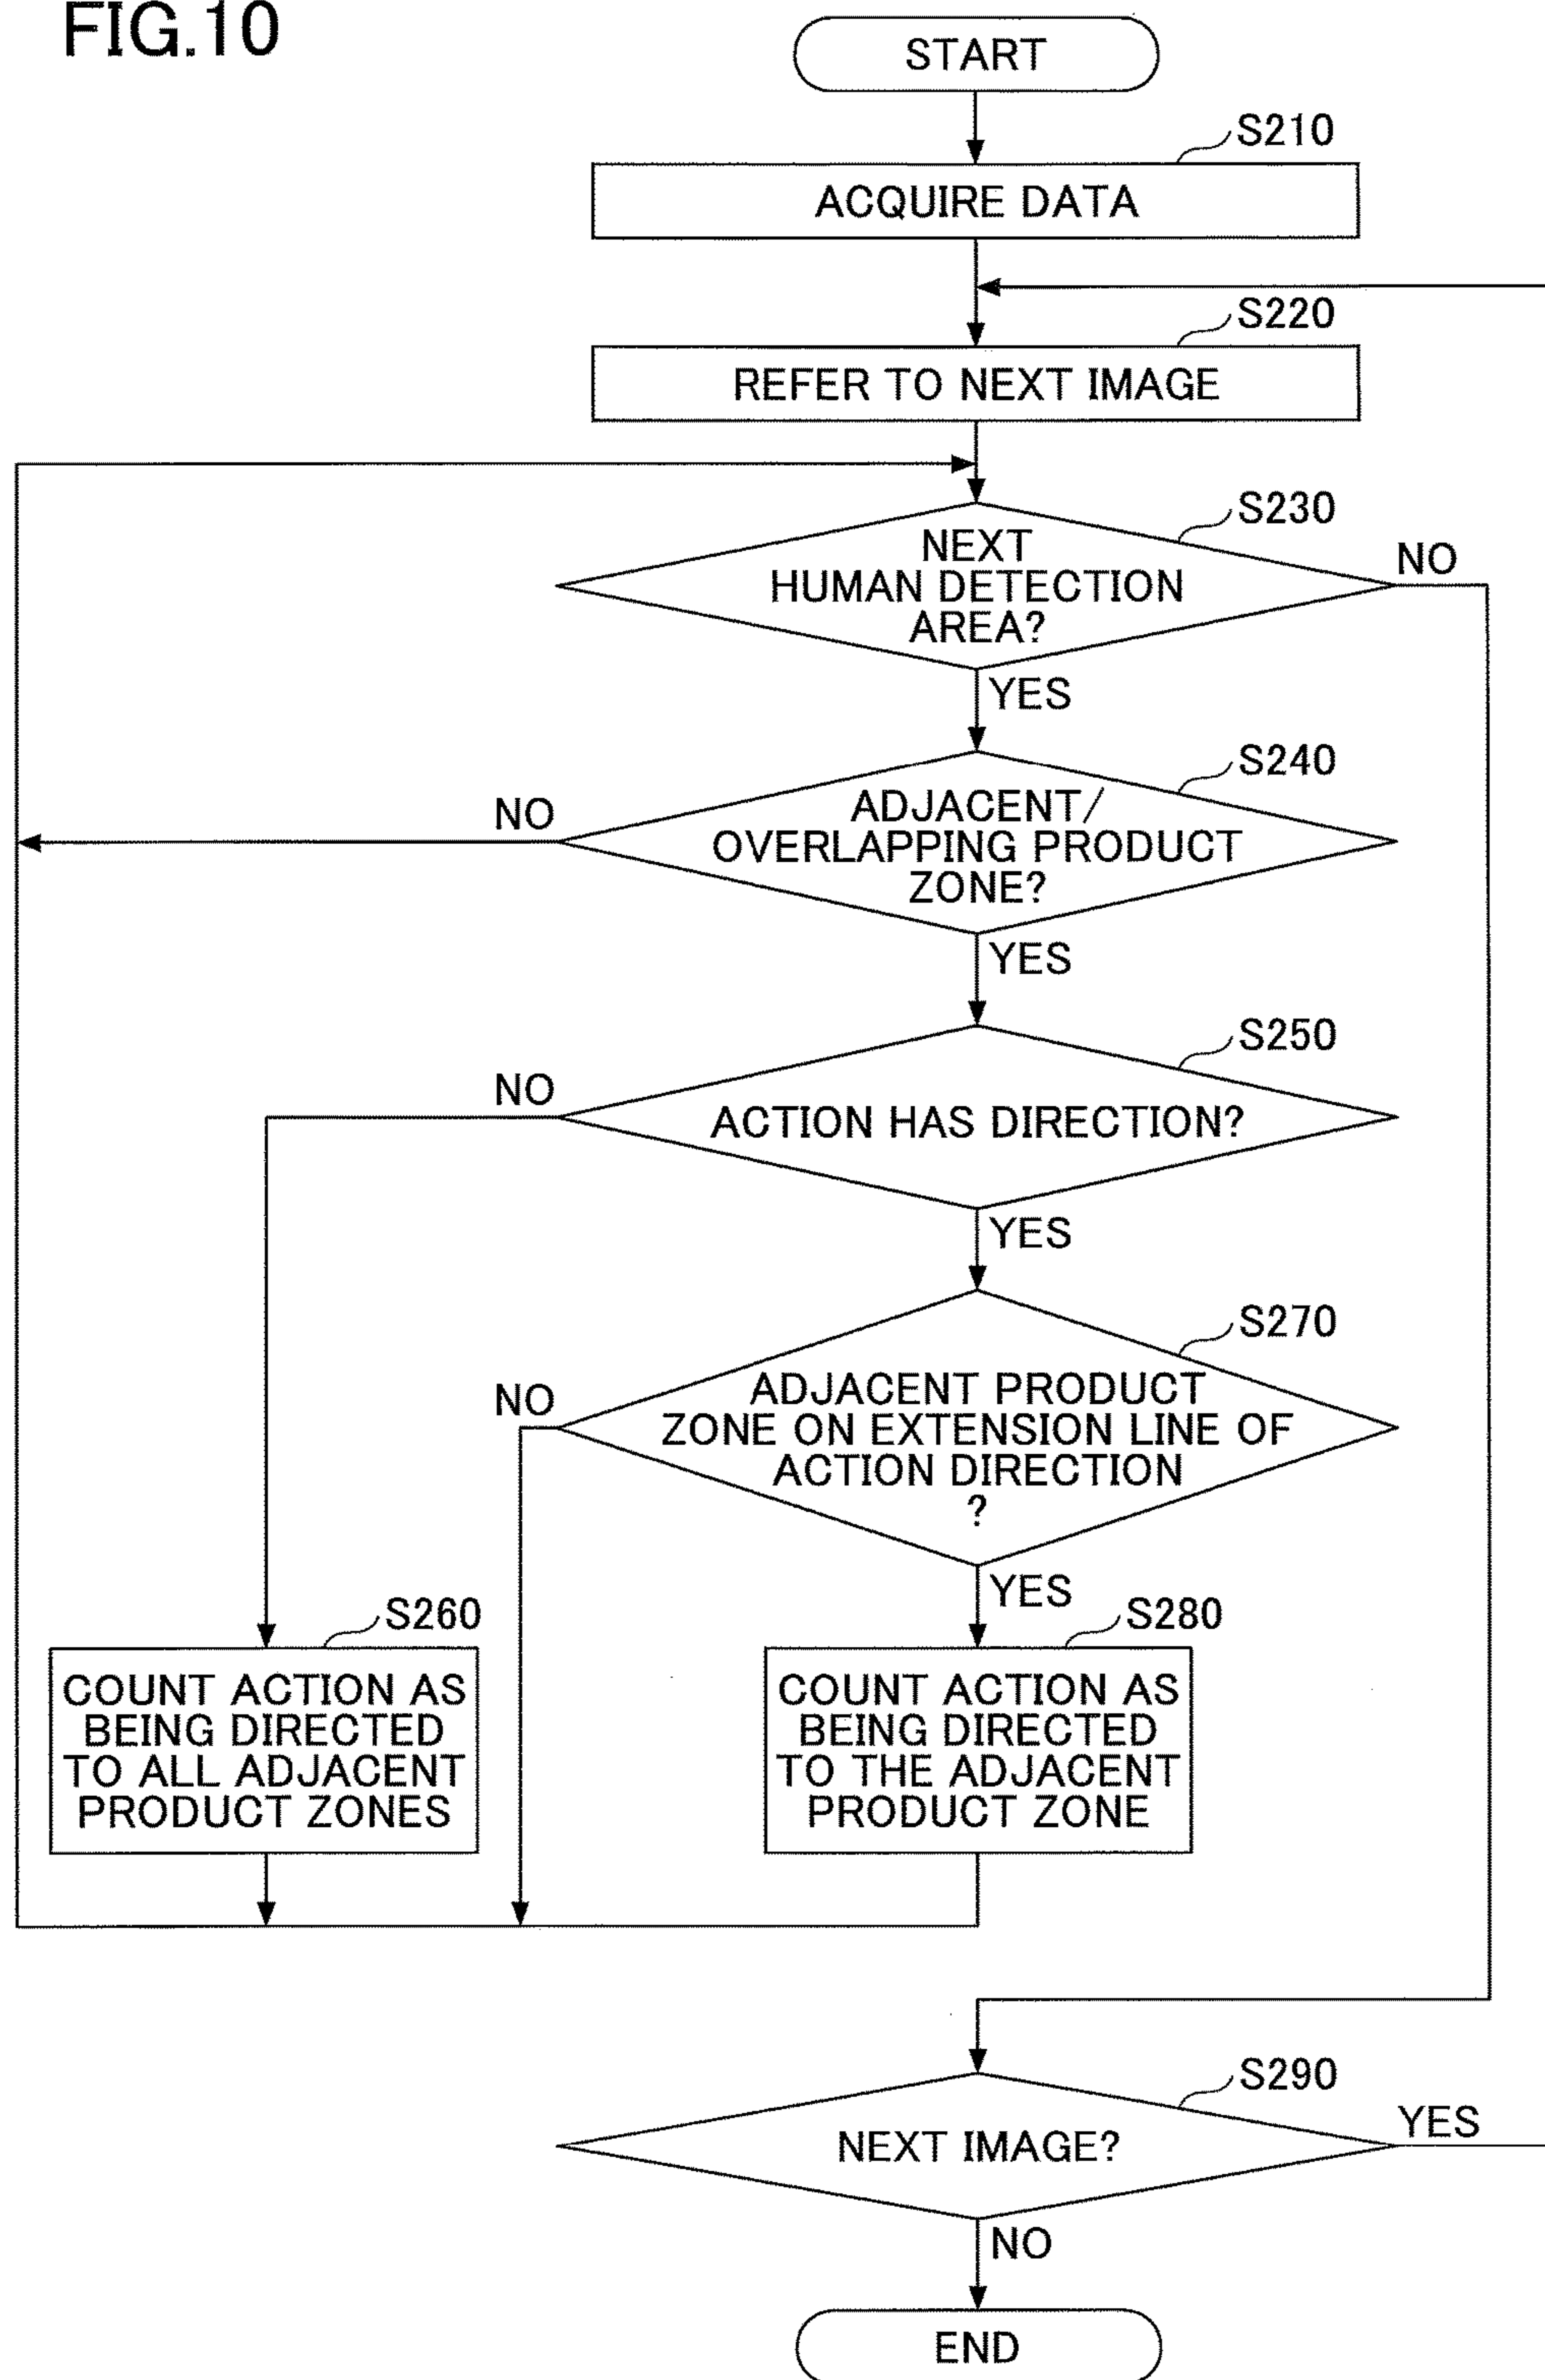 FIG.10
START
S210
ACQUIRE DATA
S220
REFER TO NEXT IMAGE
S230
NEXT
HUMAN DETECTION
AREA?
NO
YES
S240
ADJACENT/
OVERLAPPING PRODUCT
ZONE?
NO
YES
S250
ACTION HAS DIRECTION?
NO
YES
S270
ADJACENT PRODUCT
ZONE ON EXTENSION LINE OF
ACTION DIRECTION
?
NO
YES
S260
COUNT ACTION AS
BEING DIRECTED
TO ALL ADJACENT
PRODUCT ZONES
S280
COUNT ACTION AS
BEING DIRECTED
TO THE ADJACENT
PRODUCT ZONE
S290
NEXT IMAGE?
YES
NO
END